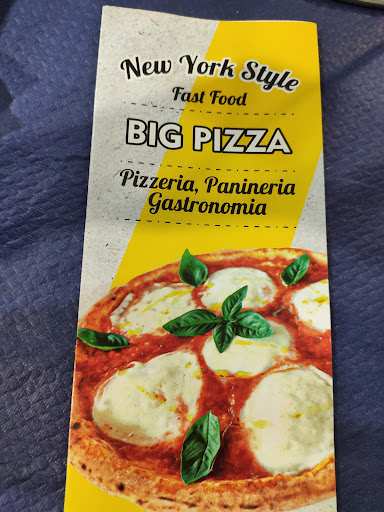 New York Style
Fast Food
BIG PIZZA
Pizzeria, Panineria
Gastronomia